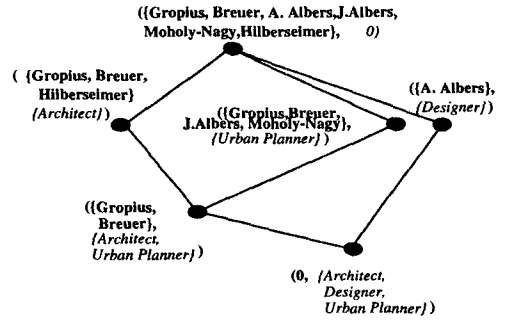 ({Gropius, Breuer, A. Albers,J.Albers,
Moholy-Nagy,Hilberseimer}, 0)
( {Gropius, Breuer,
Hilberseimer}
{Architect})
({Gropius,Breuer,
J.Albers, Moholy-Nagy},
{Urban Planner})
({A. Albers},
{Designer})
({Gropius,
Breuer},
{Architect,
Urban Planner})
(0, {Architect,
Designer,
Urban Planner})